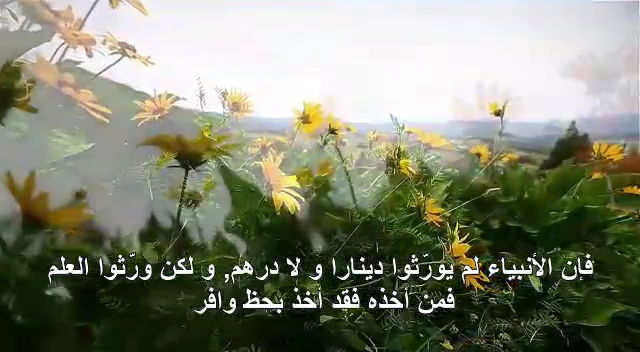 فإن الأنبياء لم يورّثوا دينارا و لا درهم, و لكن ورّثوا العلم
فمن أخذه فقد أخذ بحظ وافر